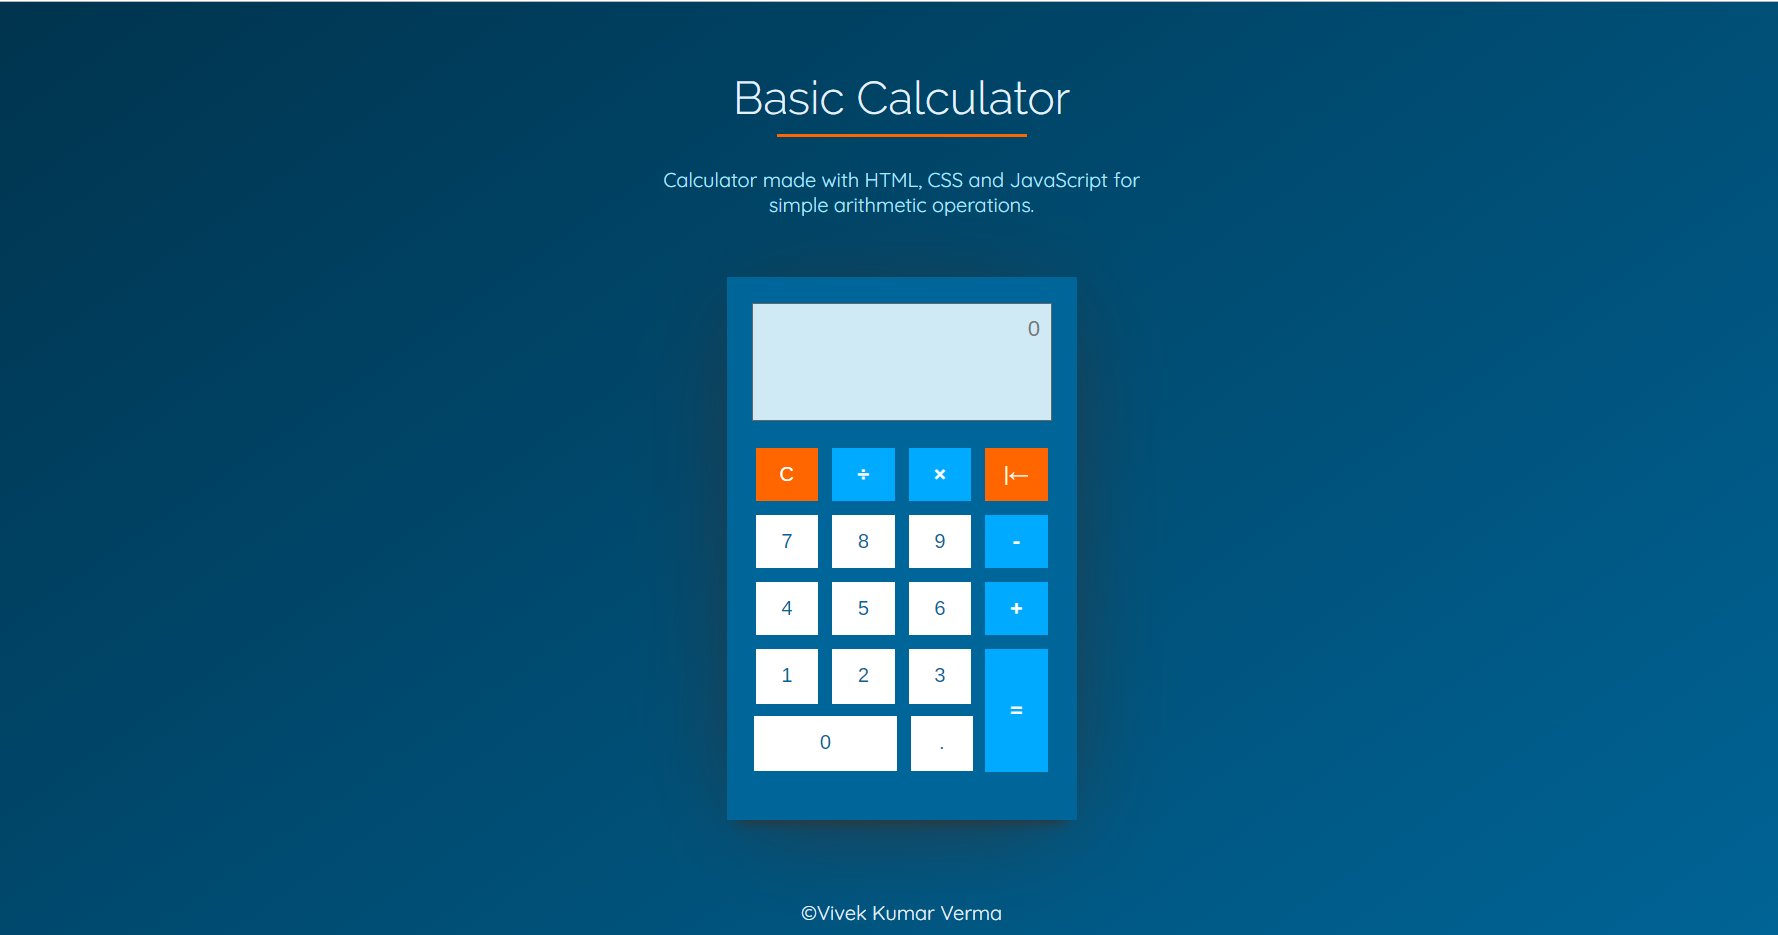 Basic Calculator
Calculator made with HTML, CSS and JavaScript for
simple arithmetic operations.
0
C ÷ × |←
7 8 9 -
4 5 6 +
1 2 3
=
0 .
©Vivek Kumar Verma